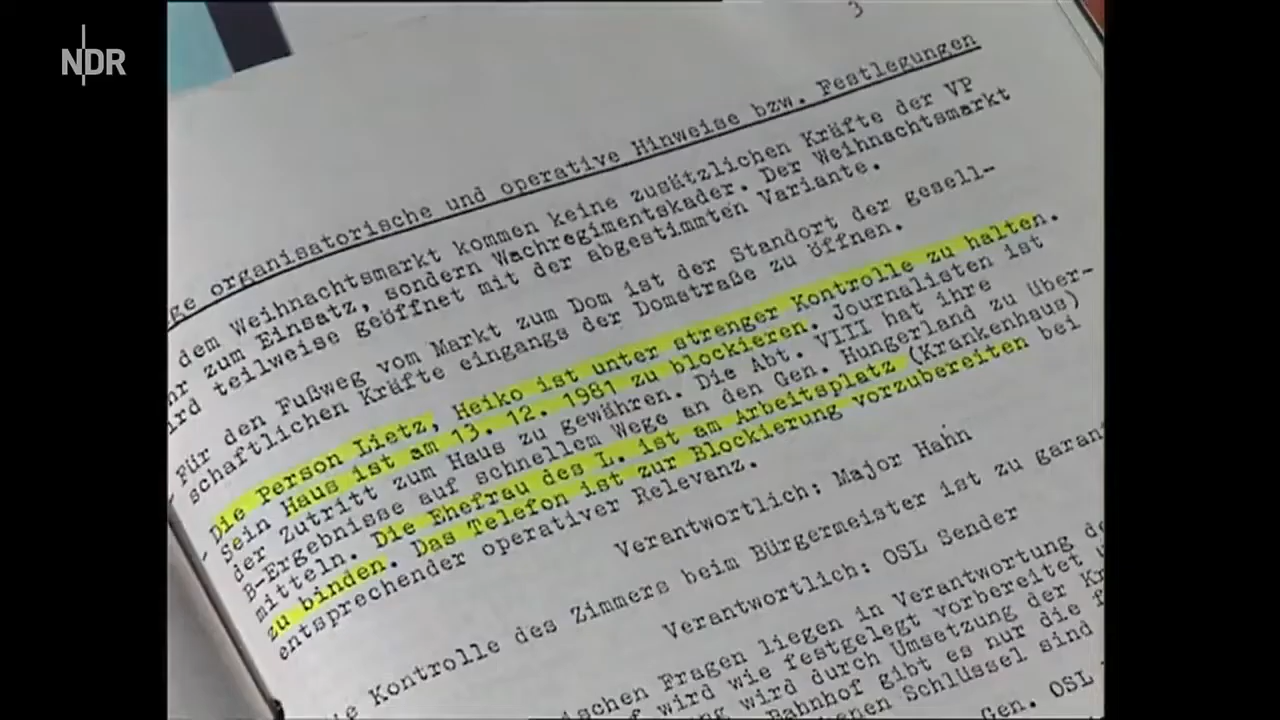 NDR
3
ge organisatorische und operative Hinweise bzw. Festlegungen
dem Weihnachtsmarkt kommen keine zusätzlichen Kräfte der VP
hr zum Einsatz, sondern Wachregimentskader. Der Weihnachtsmarkt
ird teilweise geöffnet mit der abgestimmten Variante.
Für den Fußweg vom Markt zum Dom ist der Standort der gesell-
schaftlichen Kräfte eingangs der Domstraße zu öffnen.
- Die Person Lietz, Heiko ist unter strenger Kontrolle zu halten.
Sein Haus ist am 13. 12. 1981 zu blockieren. Journalisten ist
der Zutritt zum Haus zu gewähren. Die Abt. VIII hat ihre
B-Ergebnisse auf schnellem Wege an den Gen. Hungerland zu über-
mitteln. Die Ehefrau des L. ist am Arbeitsplatz (Krankenhaus)
zu binden. Das Telefon ist zur Blockierung vorzubereiten bei
entsprechender operativer Relevanz.
Verantwortlich: Major Hahn
e Kontrolle des Zimmers beim Bürgermeister ist zu garant
Verantwortlich: OSL Sender
ischen Fragen liegen in Verantwortung de
f wird wie festgelegt vorbereitet
ng wird durch Umsetzung der Kr
Bahnhof gibt es nur die f
enen Schlüssel sind
Gen. OSL